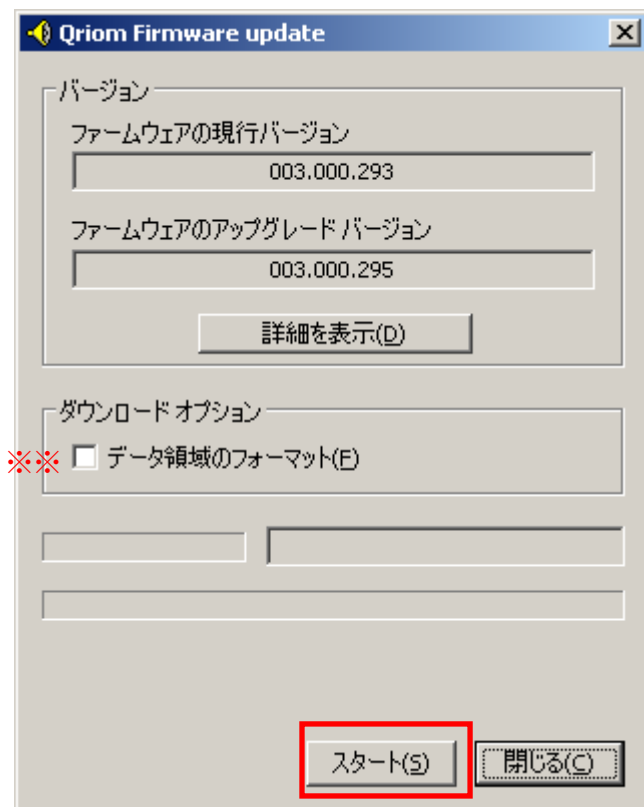 Qriom Firmware update
バージョン
ファームウェアの現行バージョン
003.000.293
ファームウェアのアップグレード バージョン
003.000.295
詳細を表示(D)
ダウンロード オプション
※※ データ領域のフォーマット(F)
スタート(S) 閉じる(C)